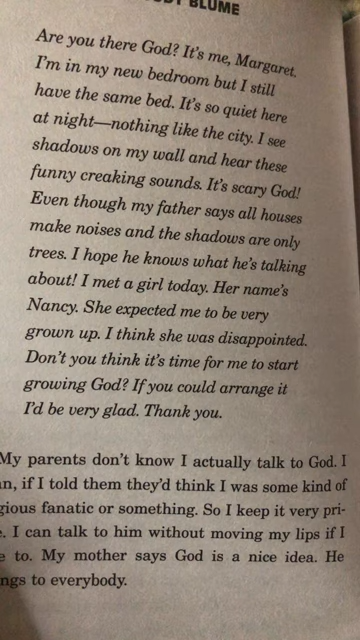 BLUME
Are you there God? It's me, Margaret.
I'm in my new bedroom but I still
have the same bed. It's so quiet here
at night—nothing like the city. I see
shadows on my wall and hear these
funny creaking sounds. It's scary God!
Even though my father says all houses
make noises and the shadows are only
trees. I hope he knows what he's talking
about! I met a girl today. Her name's
Nancy. She expected me to be very
grown up. I think she was disappointed.
Don't you think it's time for me to start
growing God? If you could arrange it
I'd be very glad. Thank you.
My parents don't know I actually talk to God. I
an, if I told them they'd think I was some kind of
gious fanatic or something. So I keep it very pri-
e. I can talk to him without moving my lips if I
e to. My mother says God is a nice idea. He
ngs to everybody.